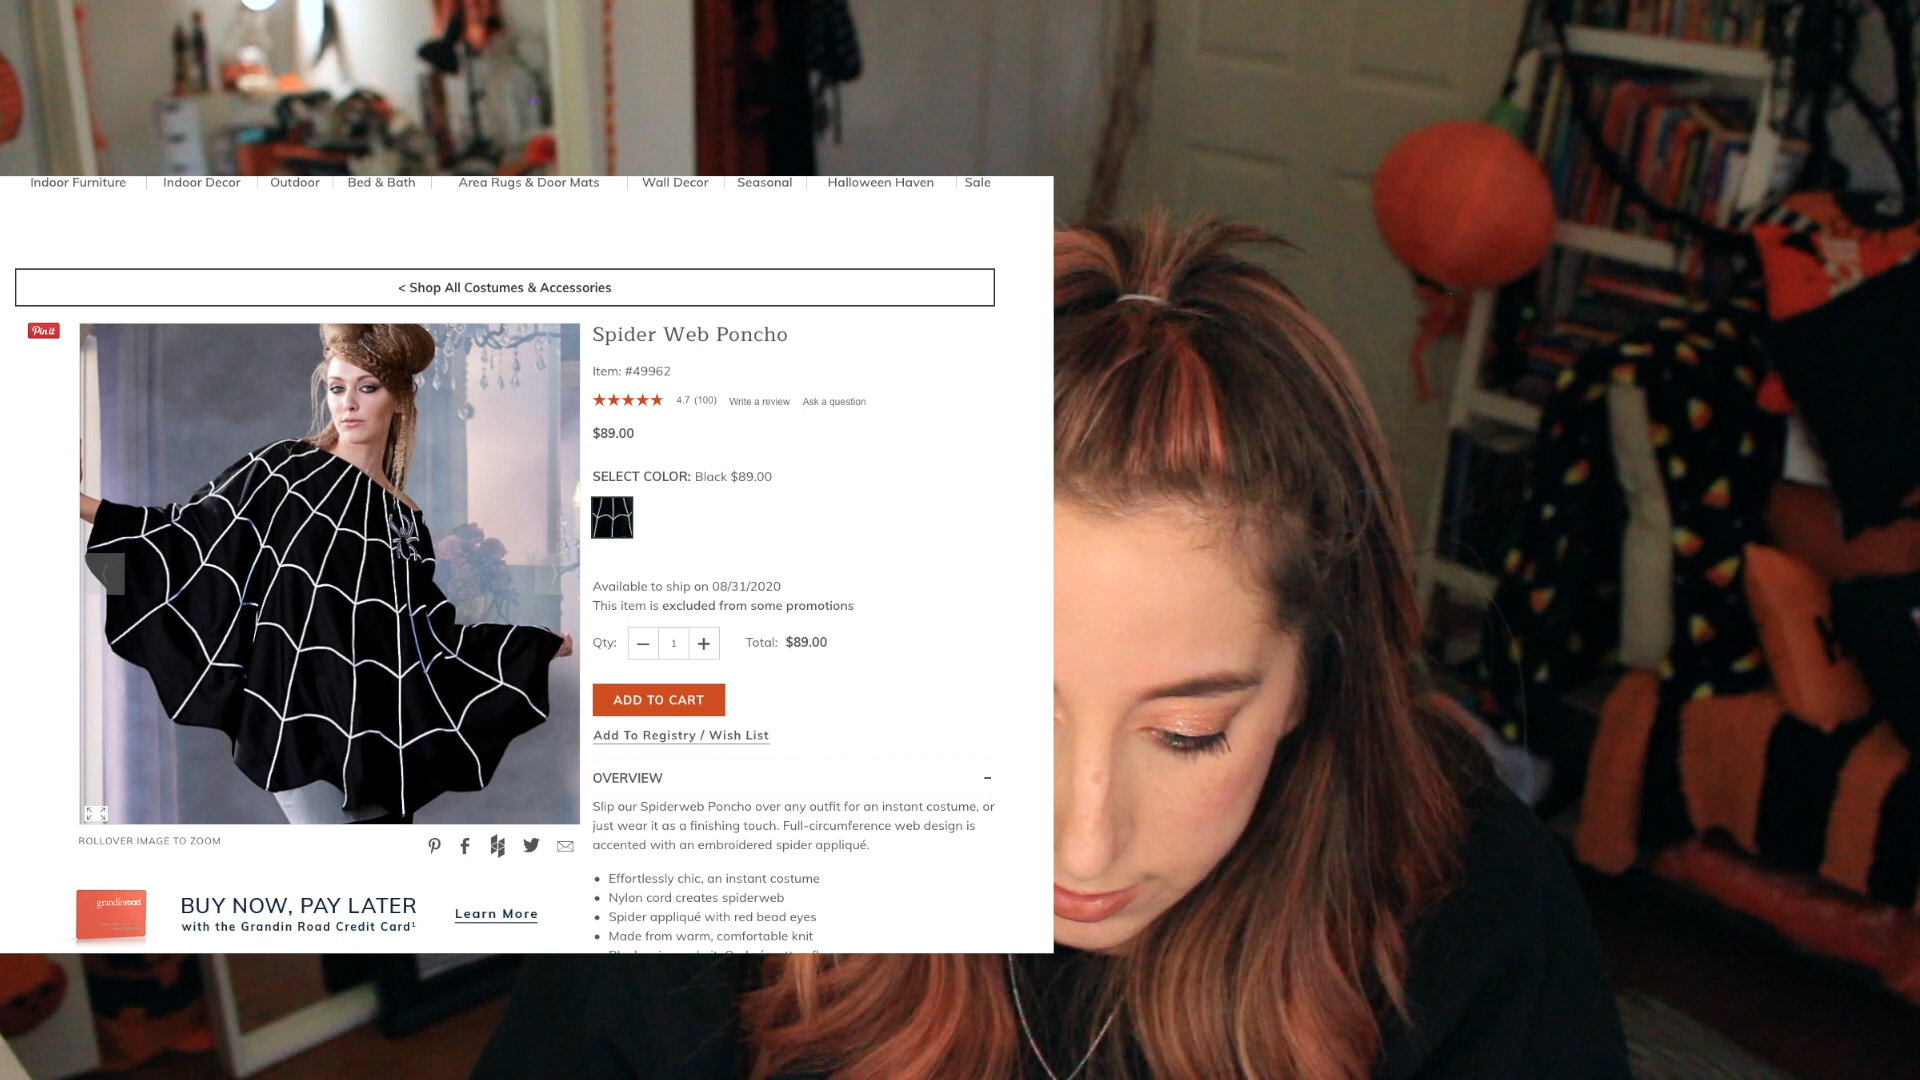 Indoor Furniture
Indoor Decor
Outdoor
Bed & Bath
Area Rugs & Door Mats
Wall Decor
Seasonal
Halloween Haven
Sale
< Shop All Costumes & Accessories
Pin it
Spider Web Poncho
Item: #49962
4.7 (100) Write a review Ask a question
$89.00
SELECT COLOR: Black $89.00
Available to ship on 08/31/2020
This item is excluded from some promotions
Qty: − 1 + Total: $89.00
ADD TO CART
Add To Registry / Wish List
OVERVIEW −
Slip our Spiderweb Poncho over any outfit for an instant costume, or
just wear it as a finishing touch. Full-circumference web design is
accented with an embroidered spider appliqué.
• Effortlessly chic, an instant costume
• Nylon cord creates spiderweb
• Spider appliqué with red bead eyes
• Made from warm, comfortable knit
ROLLOVER IMAGE TO ZOOM
grandinroad
BUY NOW, PAY LATER
with the Grandin Road Credit Card¹
Learn More